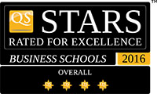 QS STARS
RATED FOR EXCELLENCE
BUSINESS SCHOOLS 2016
OVERALL